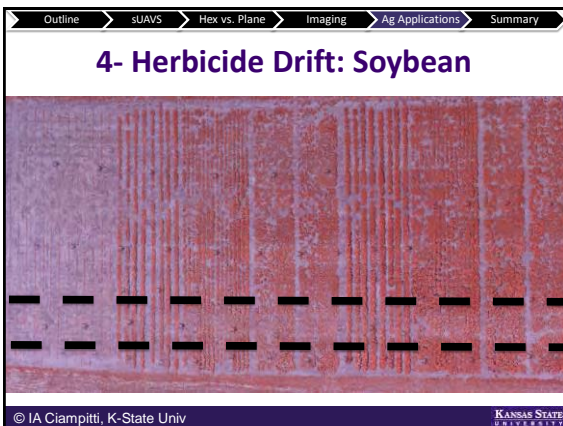 Outline sUAVS Hex vs. Plane Imaging Ag Applications Summary
4- Herbicide Drift: Soybean
© IA Ciampitti, K-State Univ
KANSAS STATE
UNIVERSITY